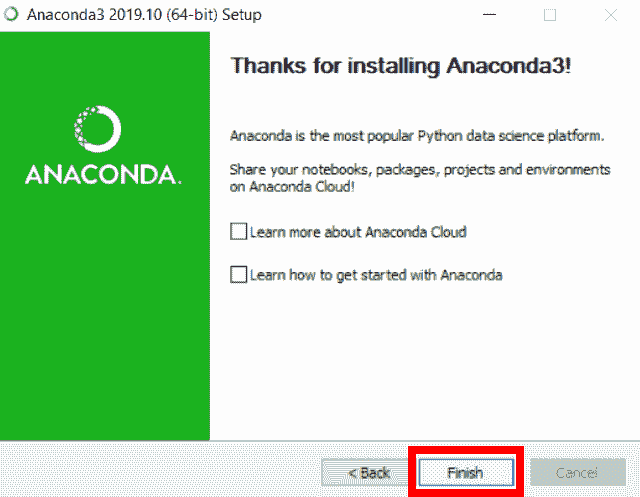 Anaconda3 2019.10 (64-bit) Setup
Thanks for installing Anaconda3!
Anaconda is the most popular Python data science platform.
Share your notebooks, packages, projects and environments
on Anaconda Cloud!
ANACONDA.
Learn more about Anaconda Cloud
Learn how to get started with Anaconda
< Back
Finish
Cancel